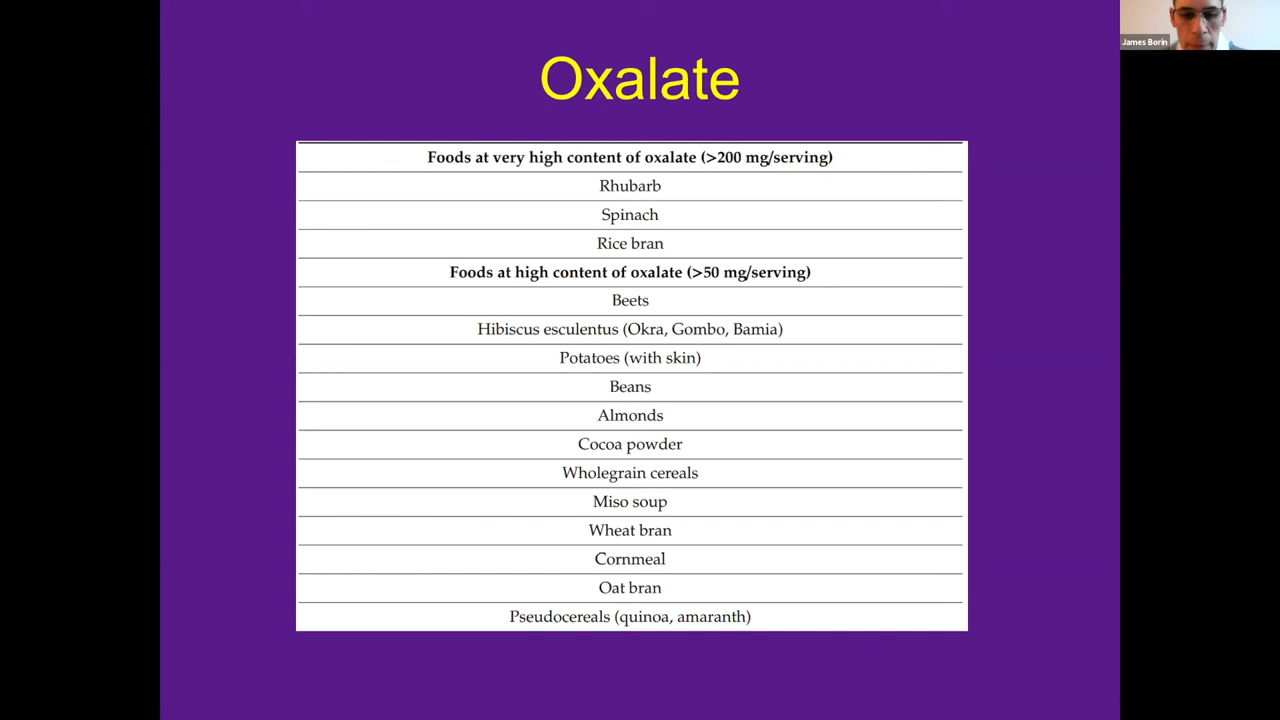 James Borin
Oxalate
Foods at very high content of oxalate (>200 mg/serving)
Rhubarb
Spinach
Rice bran
Foods at high content of oxalate (>50 mg/serving)
Beets
Hibiscus esculentus (Okra, Gombo, Bamia)
Potatoes (with skin)
Beans
Almonds
Cocoa powder
Wholegrain cereals
Miso soup
Wheat bran
Cornmeal
Oat bran
Pseudocereals (quinoa, amaranth)